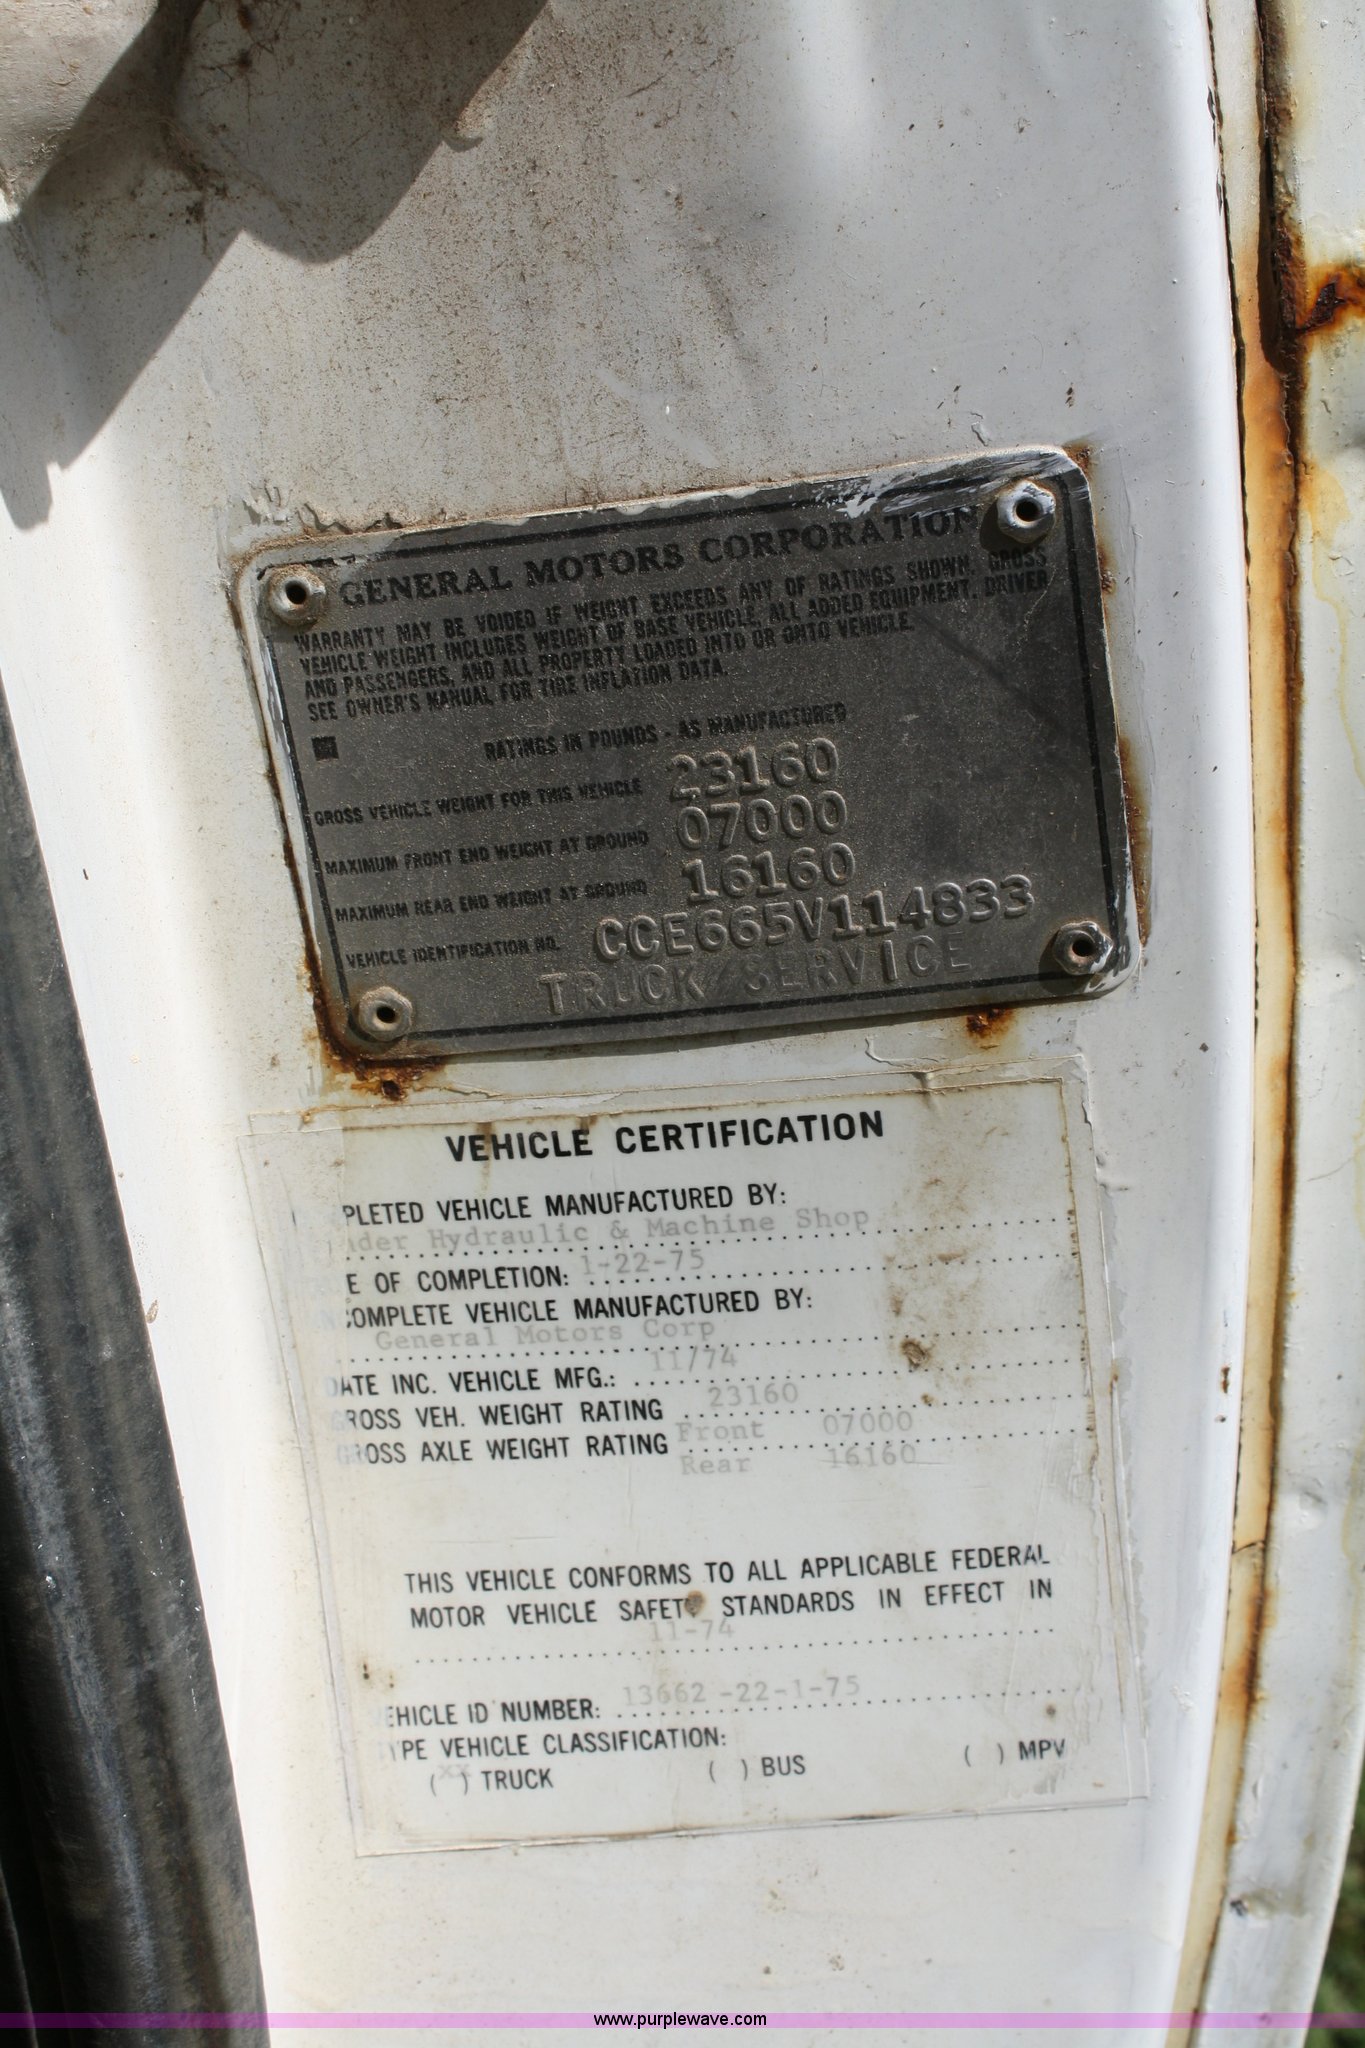 GENERAL MOTORS CORPORATION
WARRANTY MAY BE VOIDED IF WEIGHT EXCEEDS ANY OF RATINGS SHOWN. GROSS
VEHICLE WEIGHT INCLUDES WEIGHT OF BASE VEHICLE, ALL ADDED EQUIPMENT, DRIVER
AND PASSENGERS, AND ALL PROPERTY LOADED INTO OR ONTO VEHICLE.
SEE OWNER'S MANUAL FOR TIRE INFLATION DATA.
RATINGS IN POUNDS - AS MANUFACTURED
GROSS VEHICLE WEIGHT FOR THIS VEHICLE 23160
MAXIMUM FRONT END WEIGHT AT GROUND 07000
MAXIMUM REAR END WEIGHT AT GROUND 16160
VEHICLE IDENTIFICATION NO. CCE665V114833
TRUCK SERVICE
VEHICLE CERTIFICATION
PLETED VEHICLE MANUFACTURED BY:
ader Hydraulic & Machine Shop
E OF COMPLETION: 1-22-75
COMPLETE VEHICLE MANUFACTURED BY:
General Motors Corp
DATE INC. VEHICLE MFG.: 11/74
GROSS VEH. WEIGHT RATING 23160
GROSS AXLE WEIGHT RATING Front 07000
Rear 16160
THIS VEHICLE CONFORMS TO ALL APPLICABLE FEDERAL
MOTOR VEHICLE SAFETY STANDARDS IN EFFECT IN
11-74
EHICLE ID NUMBER: 13662-22-1-75
YPE VEHICLE CLASSIFICATION:
(xx) TRUCK ( ) BUS ( ) MPV
www.purplewave.com